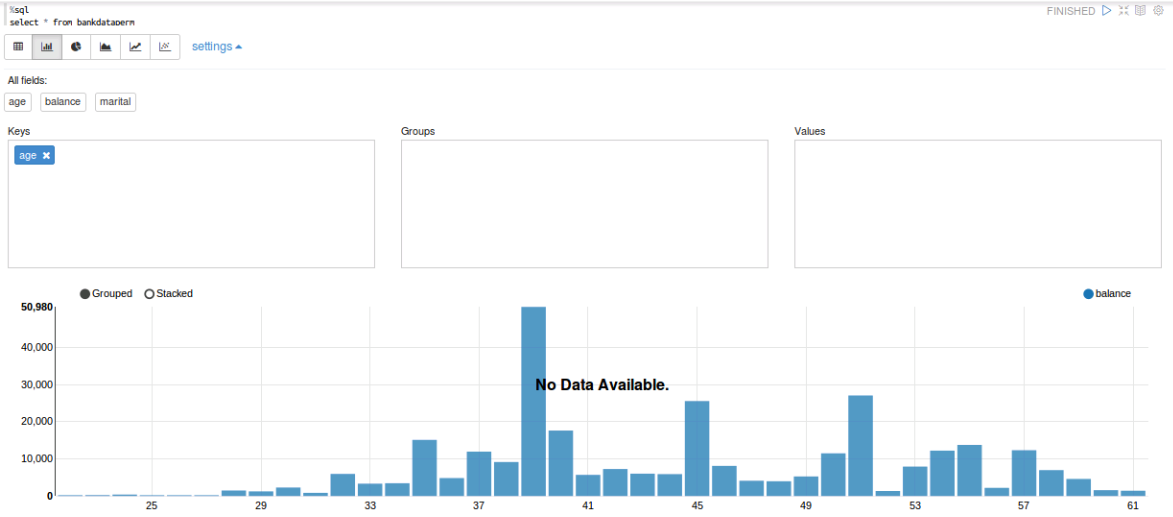 %sql
FINISHED
select * from bankdataperm
settings
All fields:
age balance marital
Keys Groups Values
age
Grouped Stacked balance
50,980
40,000
30,000
No Data Available.
20,000
10,000
0
25 29 33 37 41 45 49 53 57 61